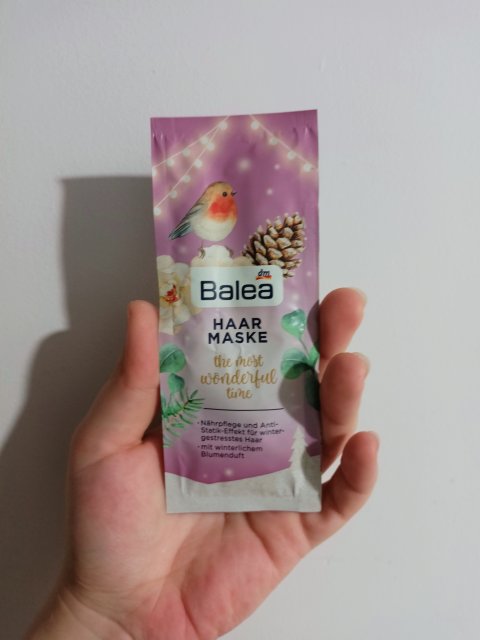 dm
Balea
HAAR
MASKE
the most
wonderful
time
· Nährpflege und Anti-
Statik-Effekt für winter-
gestresstes Haar
· mit winterlichem
Blumenduft